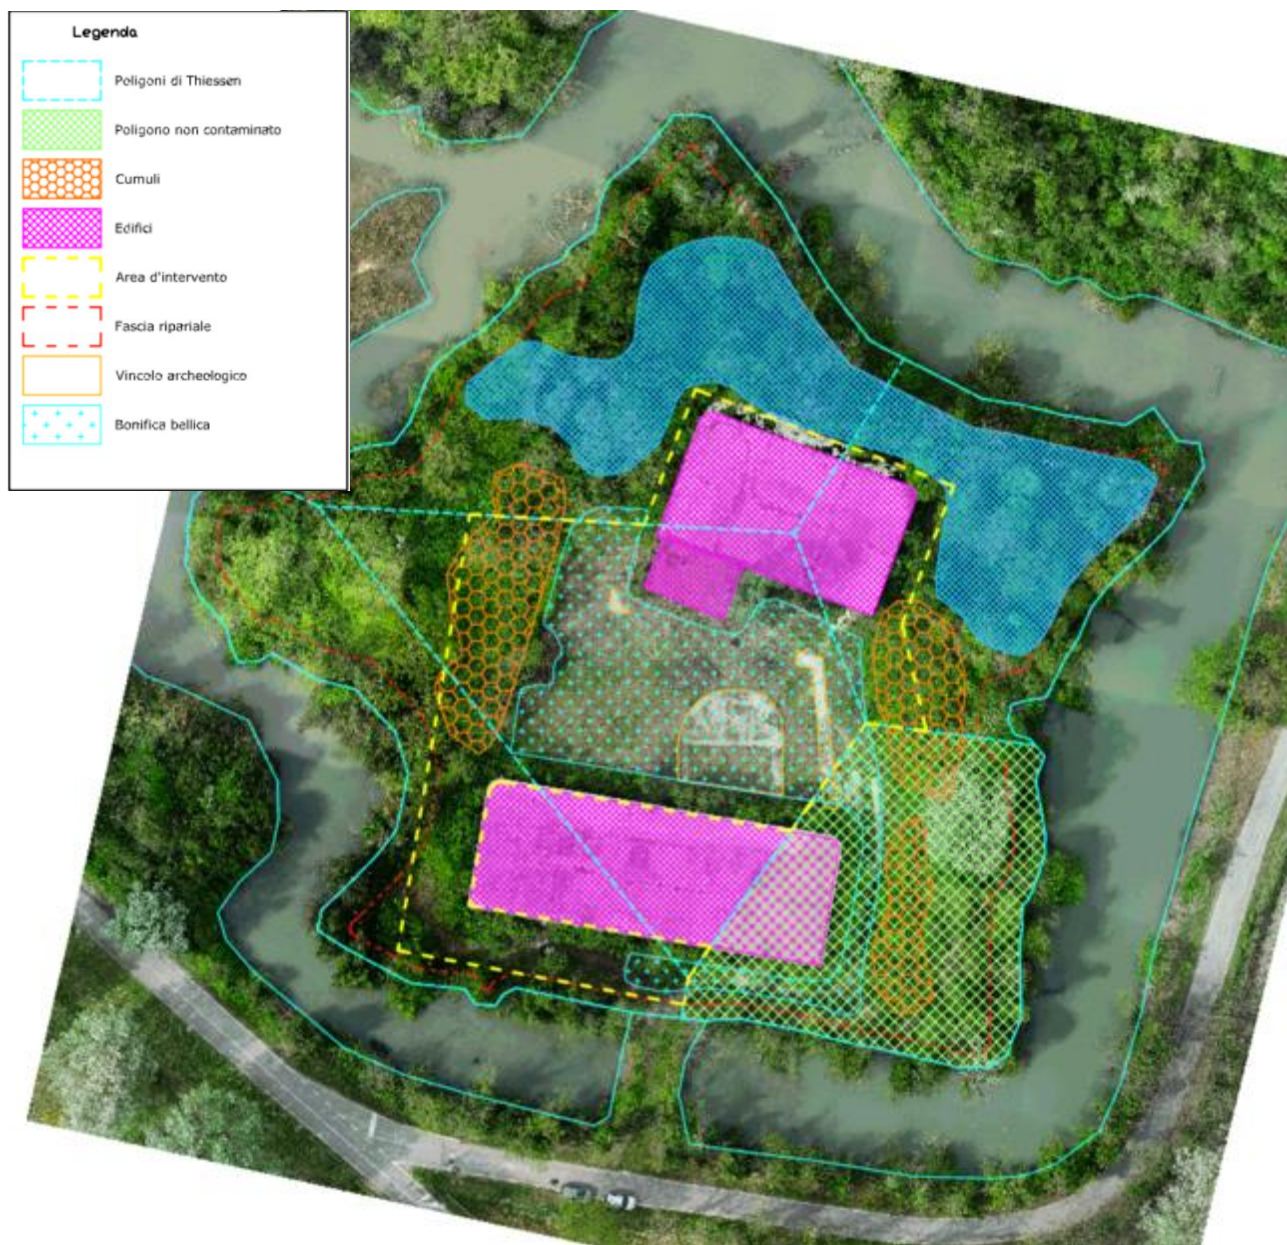 Legenda
Poligoni di Thiessen
Poligono non contaminato
Cumuli
Edifici
Area d'intervento
Fascia ripariale
Vincolo archeologico
Bonifica bellica